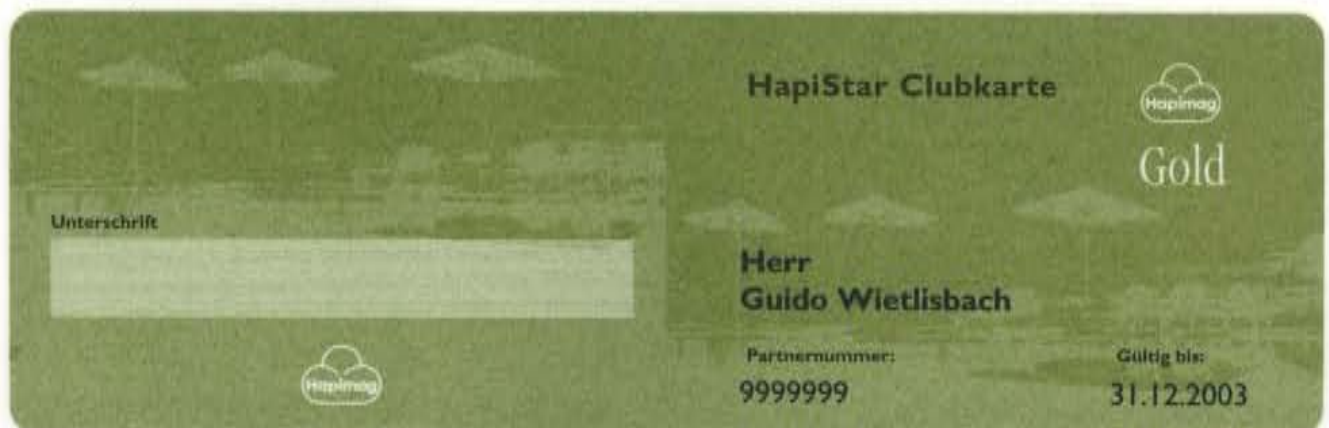 Unterschrift
Hapimag
HapiStar Clubkarte
Hapimag
Gold
Herr
Guido Wietlisbach
Partnernummer:
9999999
Gültig bis:
31.12.2003